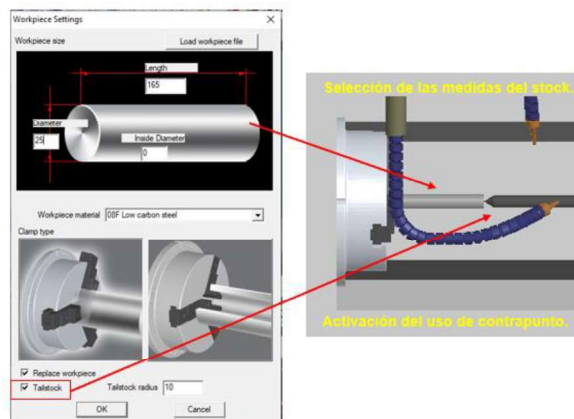 Workpiece Settings
Workpiece size
Load workpiece file
Length
165
Diameter
25
Inside Diameter
0
Workpiece material
08F Low carbon steel
Clamp type
Replace workpiece
Tailstock
Tailstock radius
10
OK
Cancel
Selección de las medidas del stock.
Activación del uso de contrapunto.